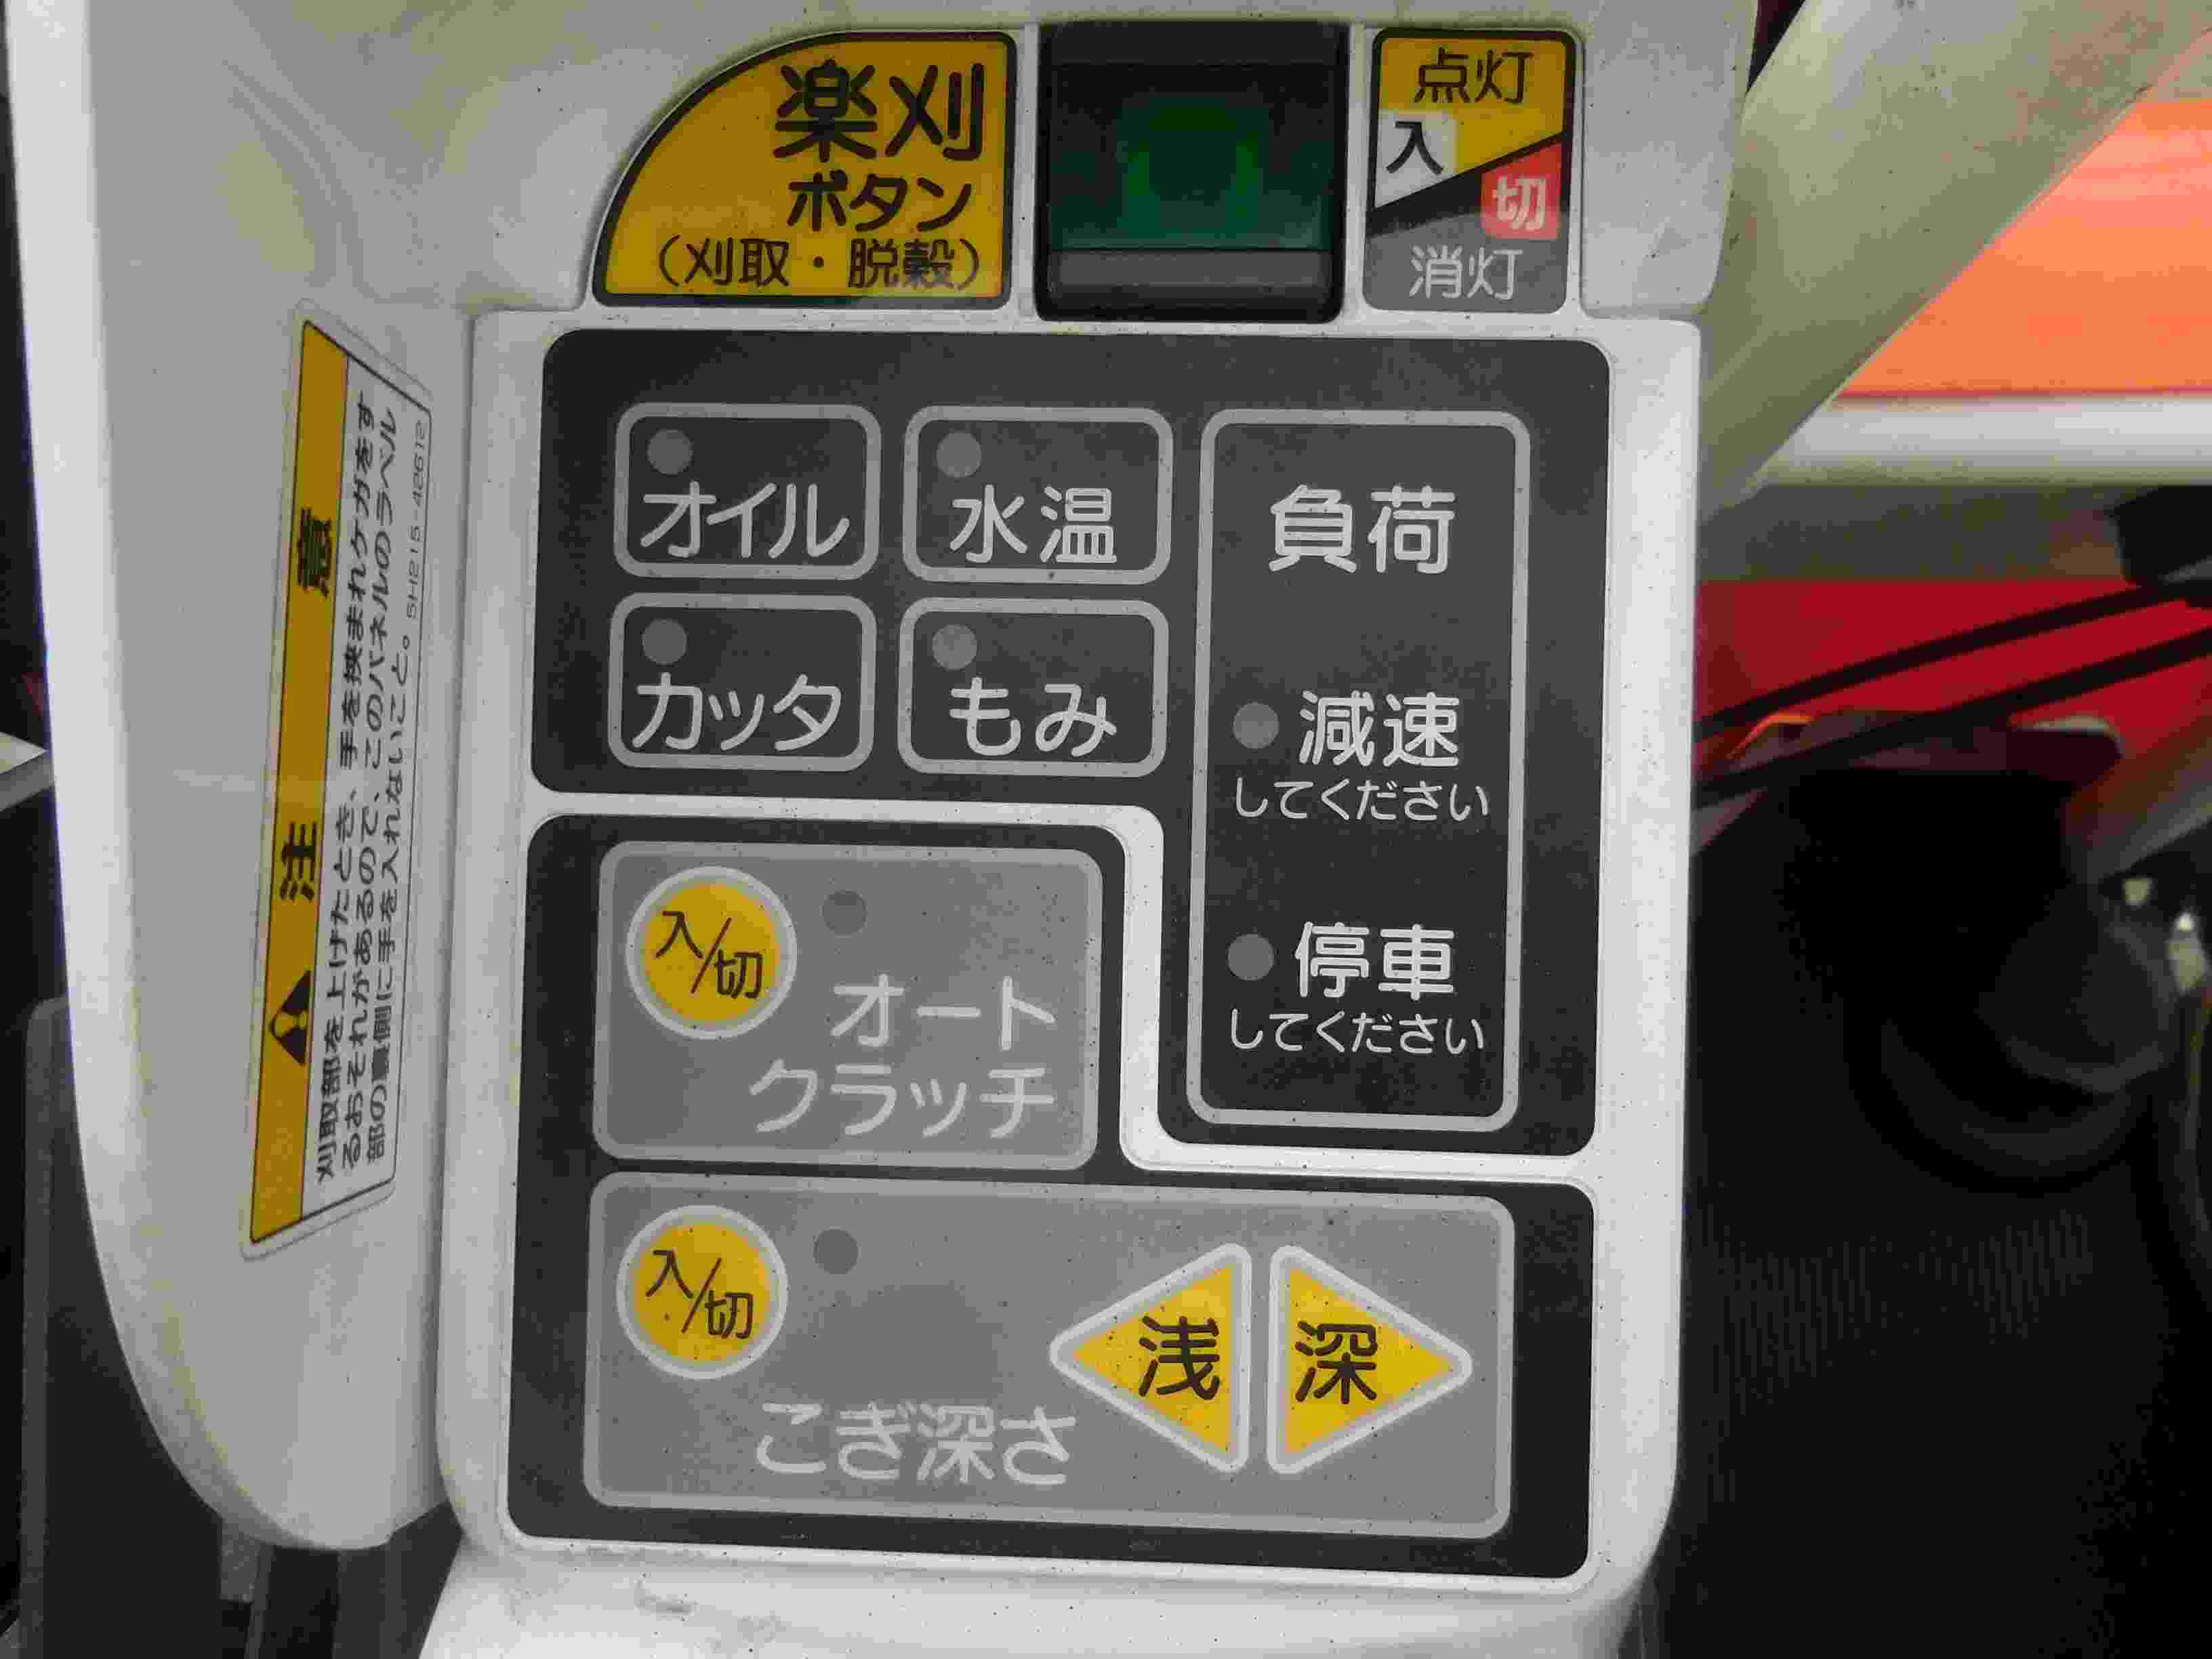 楽刈
ボタン
（刈取・脱穀）
点灯
入
切
消灯
オイル
水温
カッタ
もみ
負荷
減速
してください
停車
してください
入/切
オート
クラッチ
入/切
こぎ深さ
浅
深
注意
刈取部を上げたとき、手を挟まれケガをす
るおそれがあるので、このパネルのラベル
部の裏側に手を入れないこと。5H215-42612